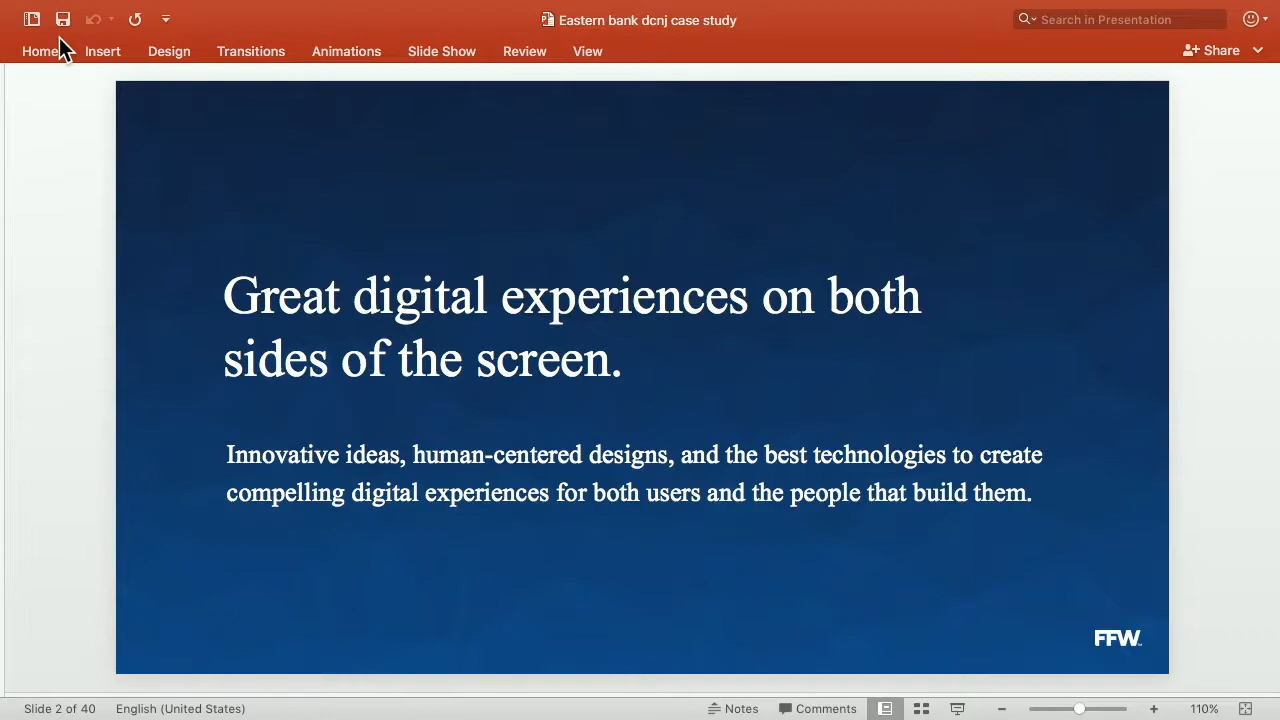 Eastern bank dcnj case study
Search in Presentation
Home Insert Design Transitions Animations Slide Show Review View
Share
Great digital experiences on both
sides of the screen.
Innovative ideas, human-centered designs, and the best technologies to create
compelling digital experiences for both users and the people that build them.
FFW
Slide 2 of 40 English (United States) Notes Comments 110%